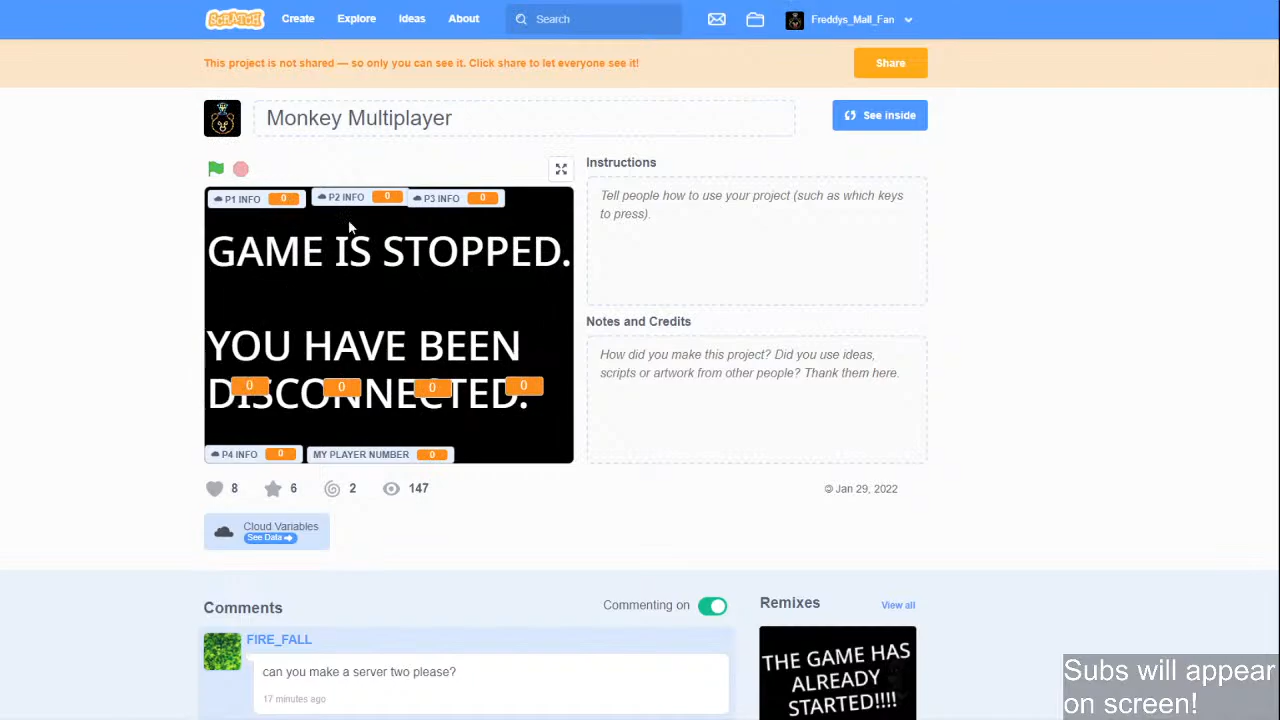 SCRATCH
Create
Explore
Ideas
About
Search
Freddys_Mall_Fan
This project is not shared — so only you can see it. Click share to let everyone see it!
Share
Monkey Multiplayer
See inside
Instructions
Tell people how to use your project (such as which keys
to press).
P1 INFO 0
P2 INFO 0
P3 INFO 0
GAME IS STOPPED.
YOU HAVE BEEN
DISCONNECTED.
0
0
0
0
P4 INFO 0
MY PLAYER NUMBER 0
Notes and Credits
How did you make this project? Did you use ideas,
scripts or artwork from other people? Thank them here.
8
6
2
147
© Jan 29, 2022
Cloud Variables
See Data
Comments
Commenting on
Remixes
View all
FIRE_FALL
can you make a server two please?
17 minutes ago
THE GAME HAS
ALREADY
STARTED!!!!
Subs will appear
on screen!